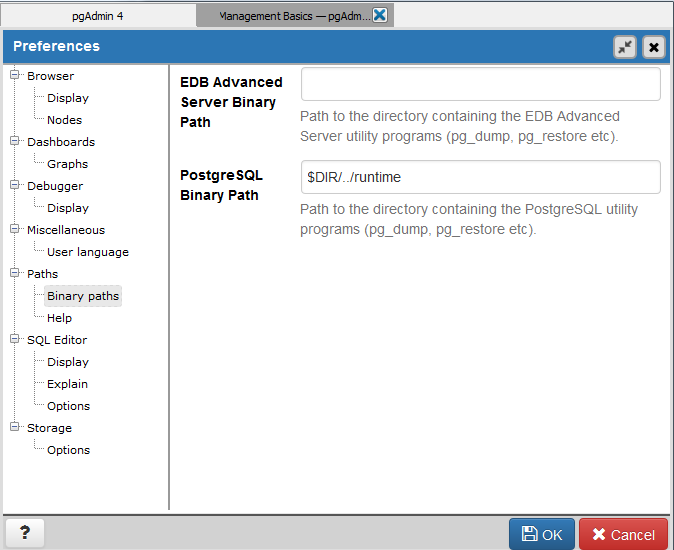 pgAdmin 4
Management Basics — pgAdm...
Preferences
Browser
Display
Nodes
Dashboards
Graphs
Debugger
Display
Miscellaneous
User language
Paths
Binary paths
Help
SQL Editor
Display
Explain
Options
Storage
Options
EDB Advanced
Server Binary
Path
Path to the directory containing the EDB Advanced
Server utility programs (pg_dump, pg_restore etc).
PostgreSQL
Binary Path
$DIR/../runtime
Path to the directory containing the PostgreSQL utility
programs (pg_dump, pg_restore etc).
?
OK
Cancel